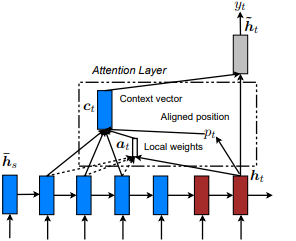 y_t
h̃_t
Attention Layer
c_t
Context vector
Aligned position
a_t
p_t
Local weights
h̄_s
h_t